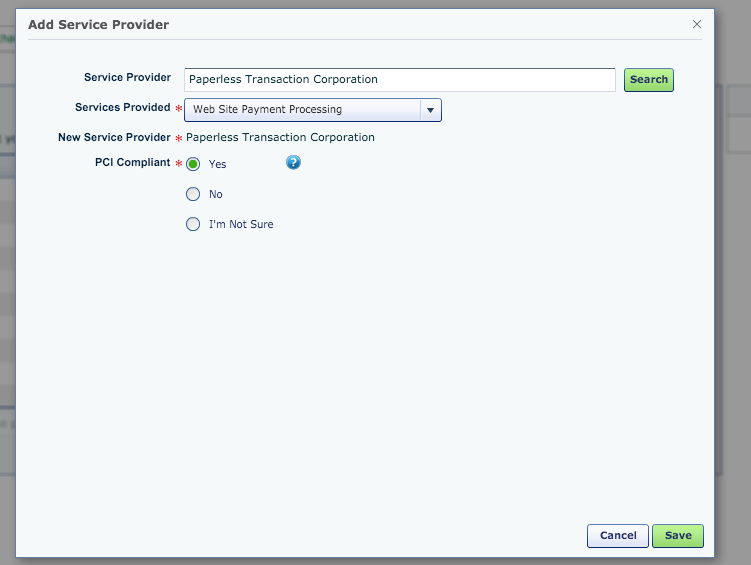 Add Service Provider
Service Provider Paperless Transaction Corporation Search
Services Provided * Web Site Payment Processing
New Service Provider * Paperless Transaction Corporation
PCI Compliant * Yes ?
No
I'm Not Sure
Cancel Save